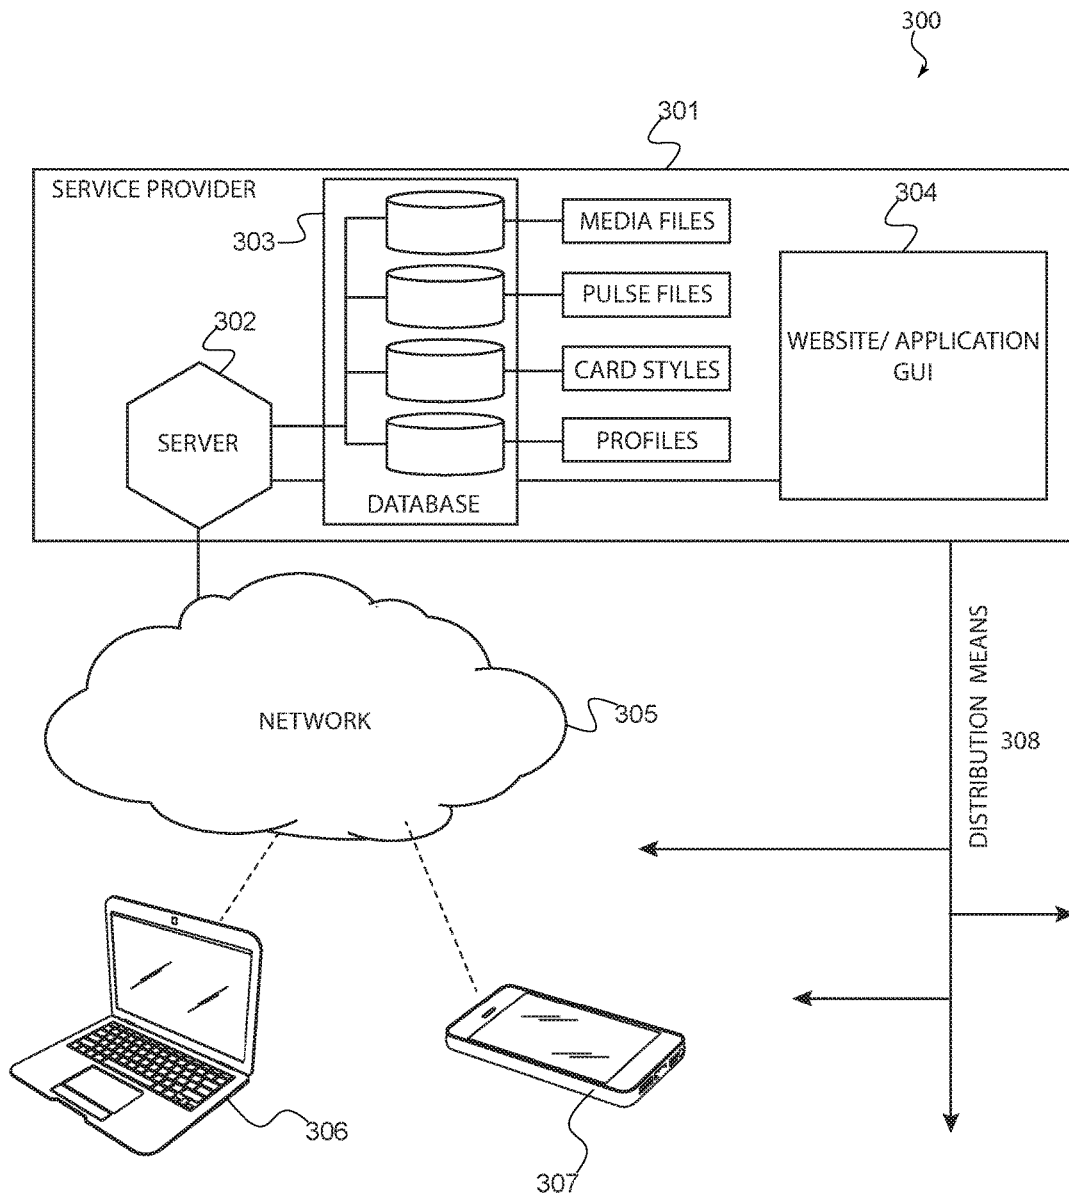 300
301
SERVICE PROVIDER
303
304
MEDIA FILES
PULSE FILES
302
WEBSITE/ APPLICATION
GUI
CARD STYLES
SERVER
PROFILES
DATABASE
NETWORK
305
DISTRIBUTION MEANS
308
306
307